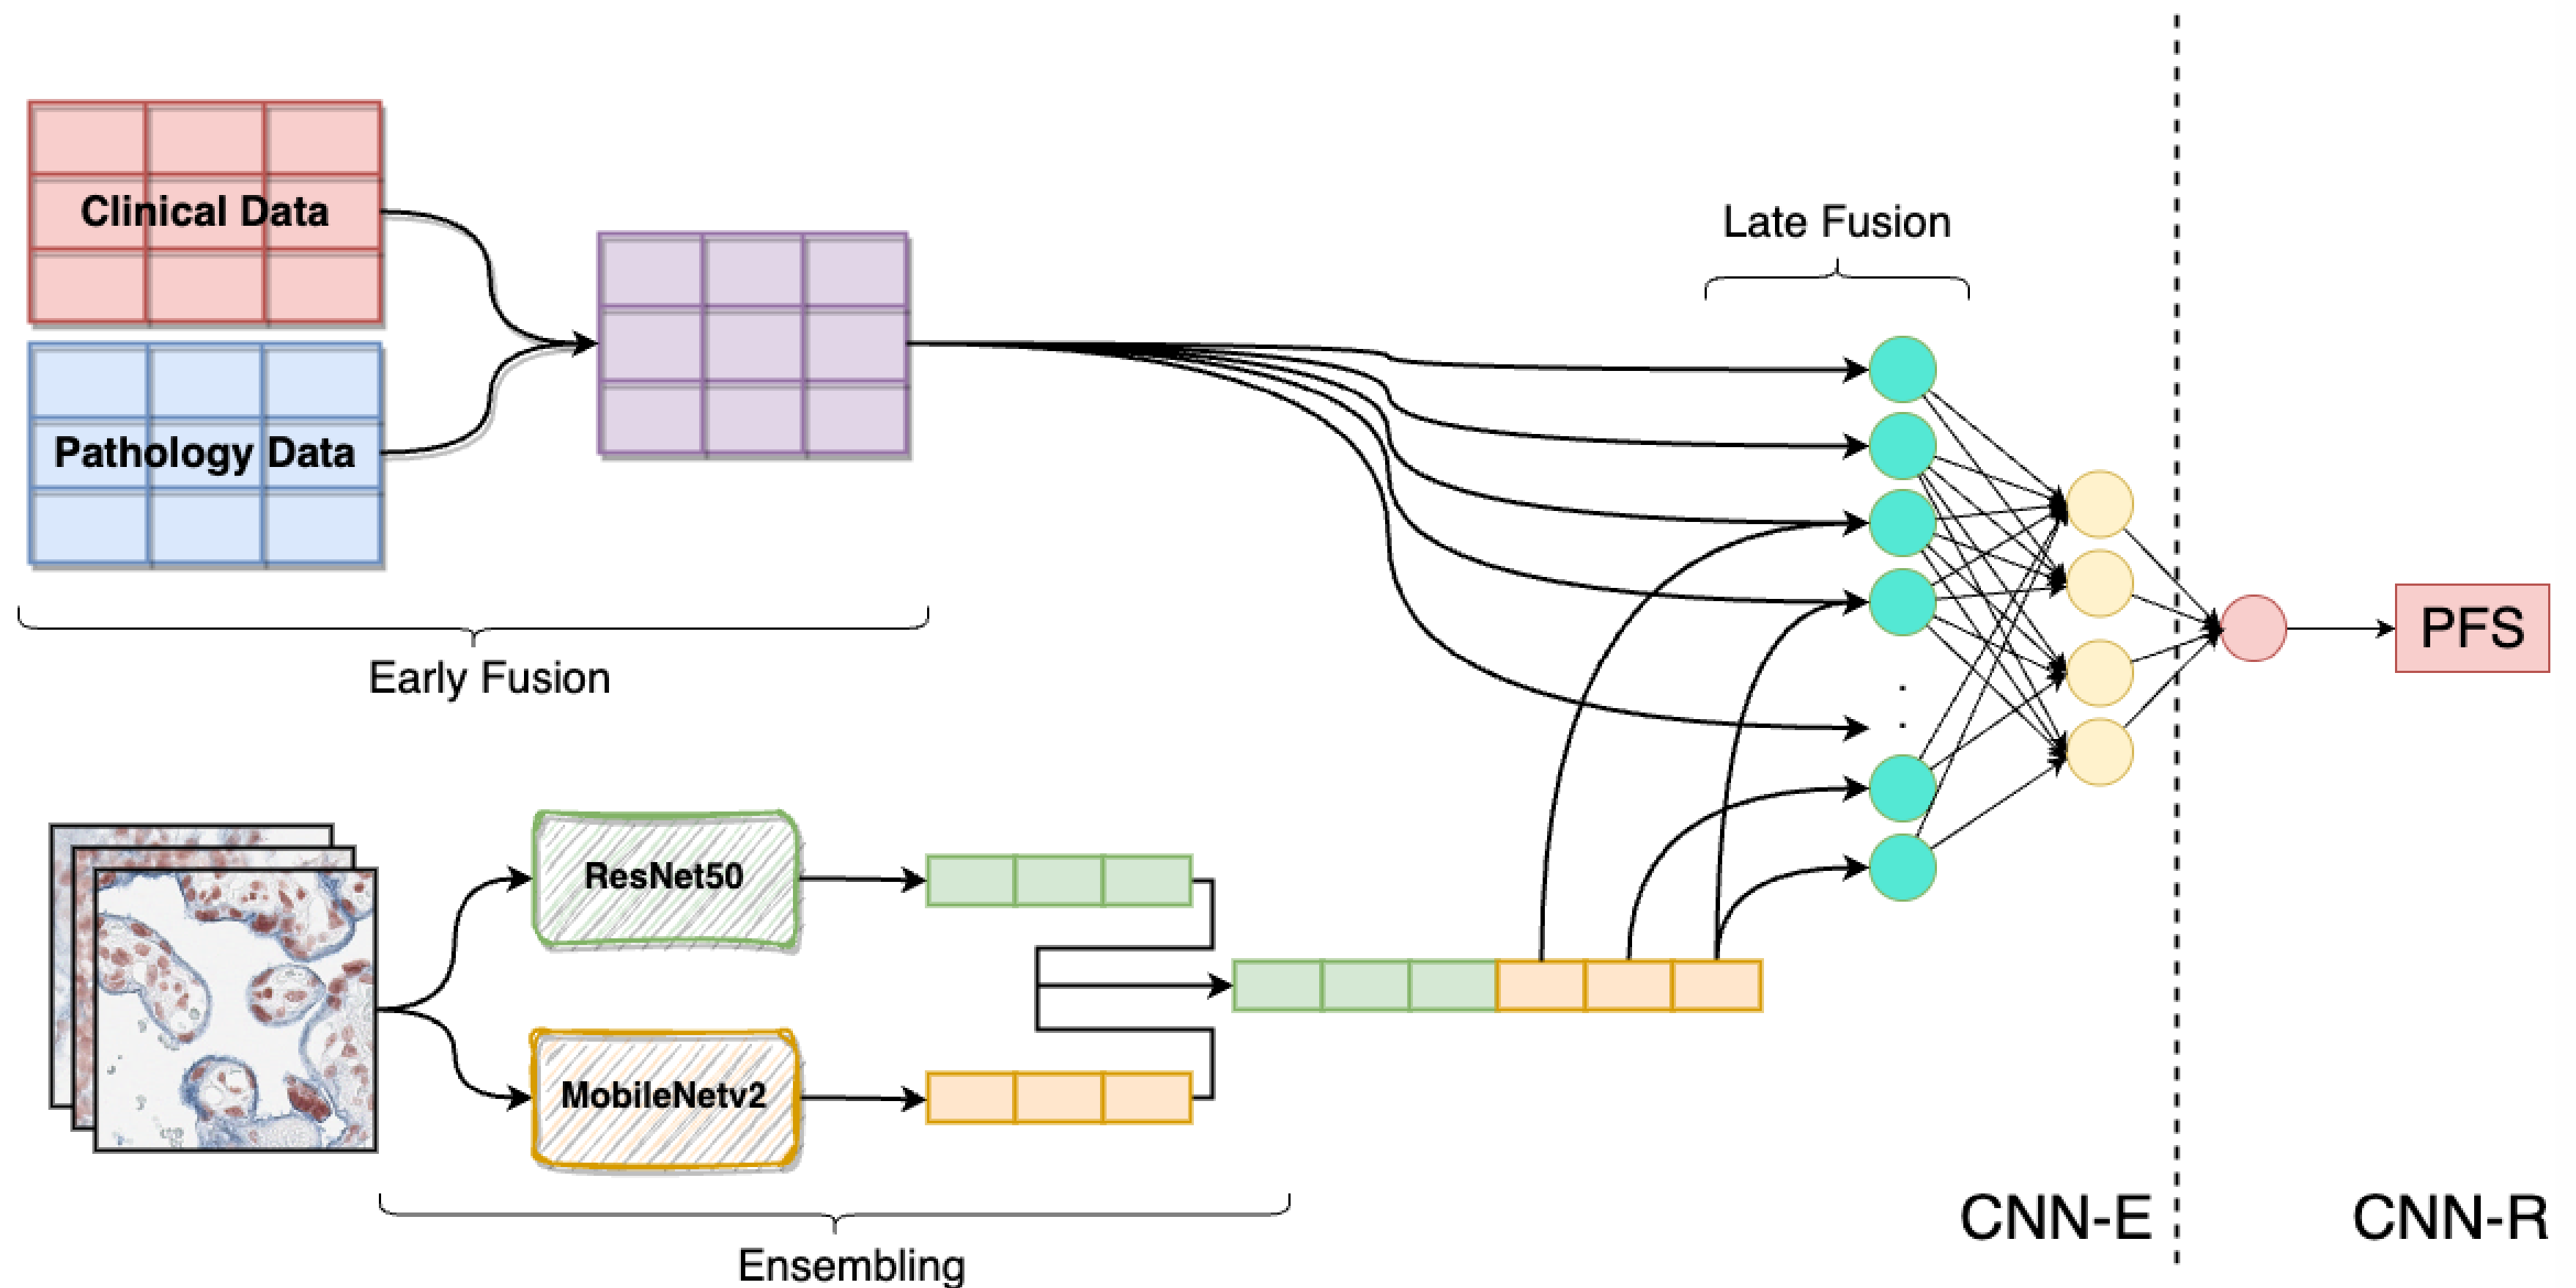 Clinical Data
Pathology Data
Early Fusion
Late Fusion
ResNet50
MobileNetv2
Ensembling
PFS
CNN-E
CNN-R